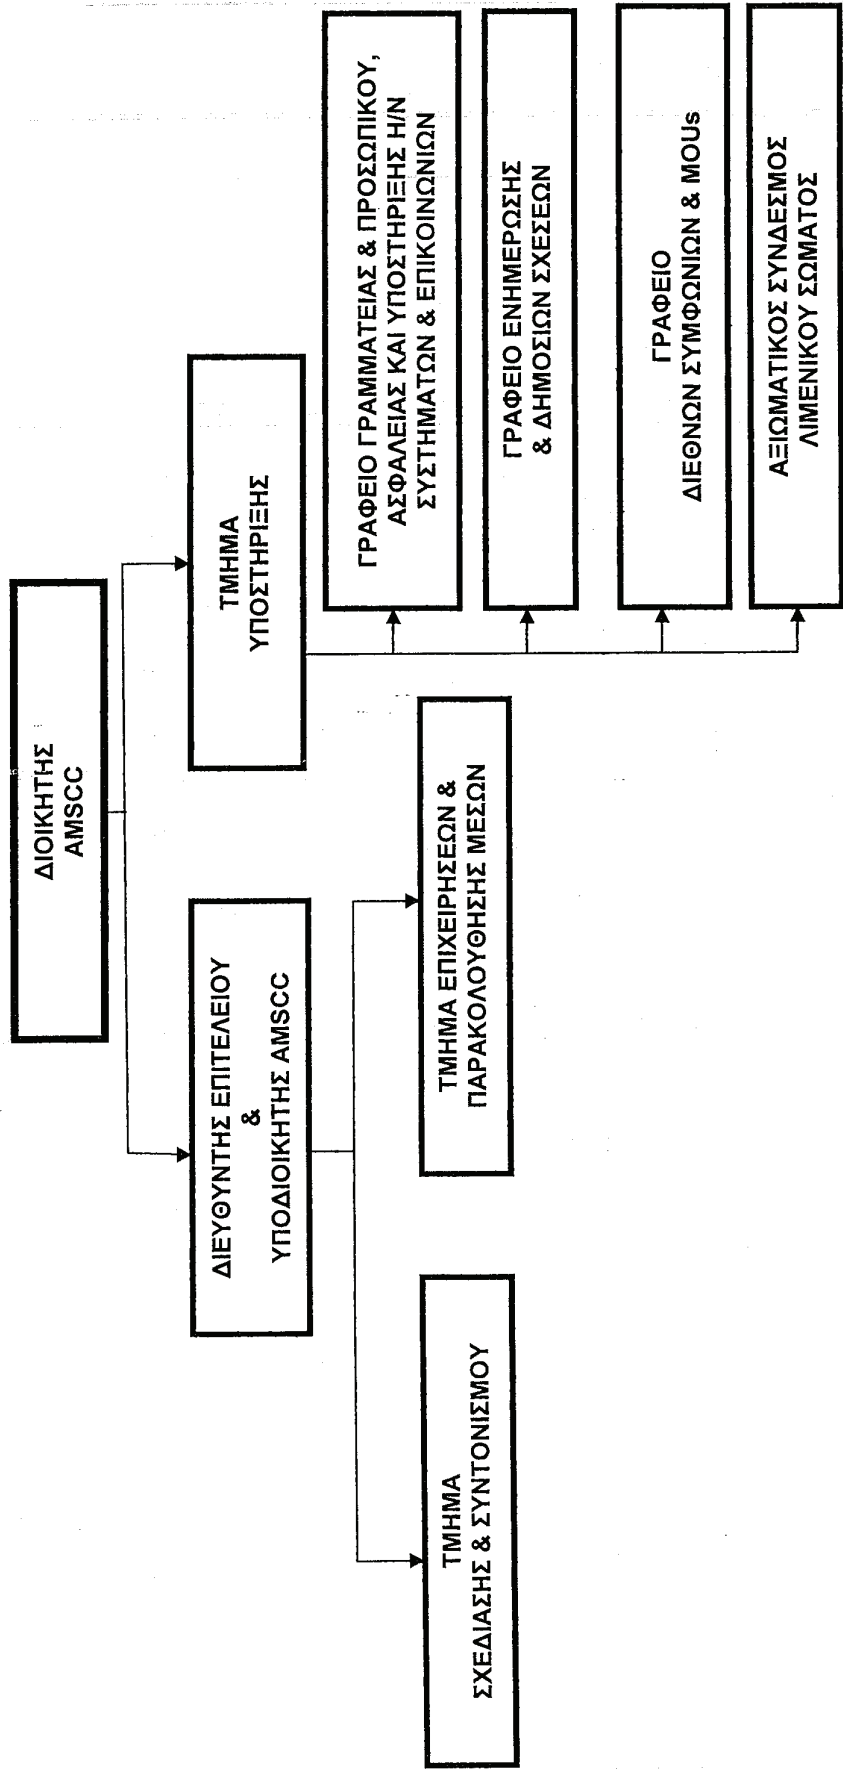 ΔΙΟΙΚΗΤΗΣ
AMSCC
ΔΙΕΥΘΥΝΤΗΣ ΕΠΙΤΕΛΕΙΟΥ
&
ΥΠΟΔΙΟΙΚΗΤΗΣ AMSCC
ΤΜΗΜΑ
ΥΠΟΣΤΗΡΙΞΗΣ
ΤΜΗΜΑ
ΣΧΕΔΙΑΣΗΣ & ΣΥΝΤΟΝΙΣΜΟΥ
ΤΜΗΜΑ ΕΠΙΧΕΙΡΗΣΕΩΝ &
ΠΑΡΑΚΟΛΟΥΘΗΣΗΣ ΜΕΣΩΝ
ΓΡΑΦΕΙΟ ΓΡΑΜΜΑΤΕΙΑΣ & ΠΡΟΣΩΠΙΚΟΥ,
ΑΣΦΑΛΕΙΑΣ ΚΑΙ ΥΠΟΣΤΗΡΙΞΗΣ Η/Ν
ΣΥΣΤΗΜΑΤΩΝ & ΕΠΙΚΟΙΝΩΝΙΩΝ
ΓΡΑΦΕΙΟ ΕΝΗΜΕΡΩΣΗΣ
& ΔΗΜΟΣΙΩΝ ΣΧΕΣΕΩΝ
ΓΡΑΦΕΙΟ
ΔΙΕΘΝΩΝ ΣΥΜΦΩΝΙΩΝ & MOUs
ΑΞΙΩΜΑΤΙΚΟΣ ΣΥΝΔΕΣΜΟΣ
ΛΙΜΕΝΙΚΟΥ ΣΩΜΑΤΟΣ